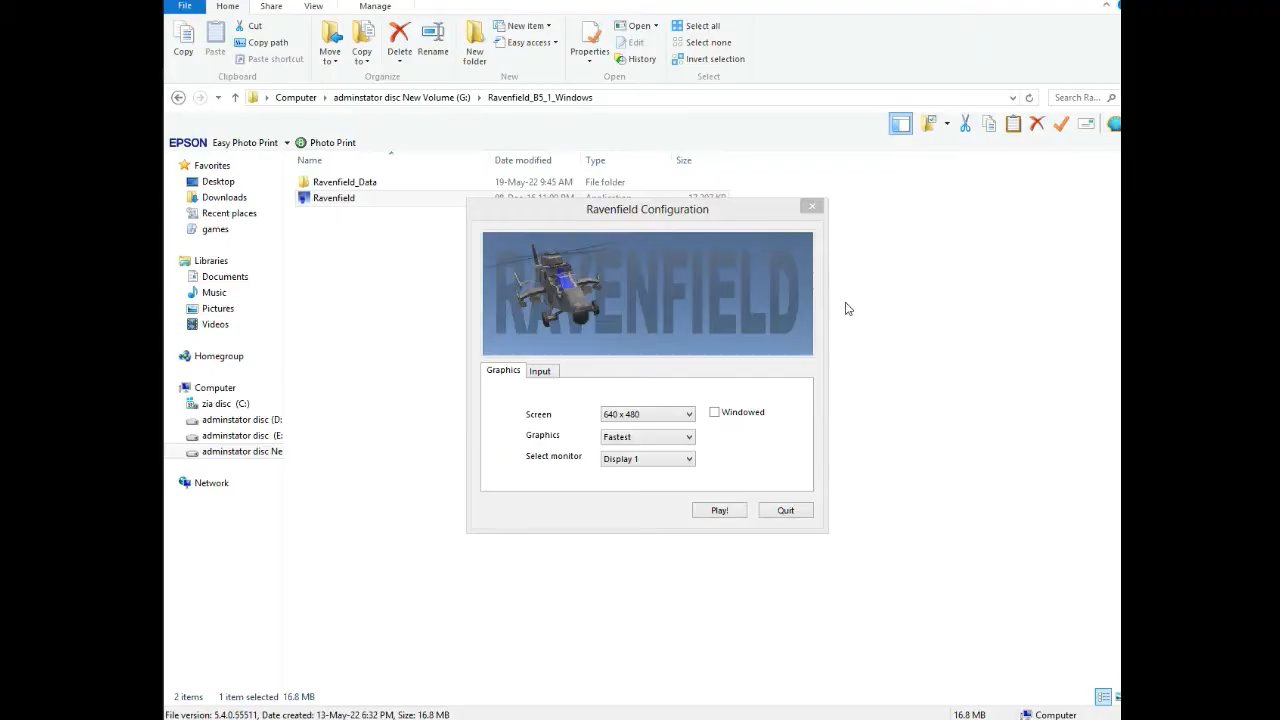 File Home Share View Manage
Copy Paste Cut Copy path Paste shortcut
Move to Copy to Delete Rename
New folder New item Easy access
Properties Open Edit History
Select all Select none Invert selection
Clipboard Organize New Open Select
Computer adminstator disc New Volume (G:) Ravenfield_B5_1_Windows Search Ra...
EPSON Easy Photo Print Photo Print
Name Date modified Type Size
Ravenfield_Data 19-May-22 9:45 AM File folder
Ravenfield
Favorites
Desktop
Downloads
Recent places
games
Libraries
Documents
Music
Pictures
Videos
Homegroup
Computer
zia disc (C:)
adminstator disc (D:
adminstator disc (E:
adminstator disc Ne
Network
Ravenfield Configuration
RAVENFIELD
Graphics Input
Screen 640 x 480 Windowed
Graphics Fastest
Select monitor Display 1
Play! Quit
2 items 1 item selected 16.8 MB
File version: 5.4.0.55511, Date created: 13-May-22 6:32 PM, Size: 16.8 MB 16.8 MB Computer